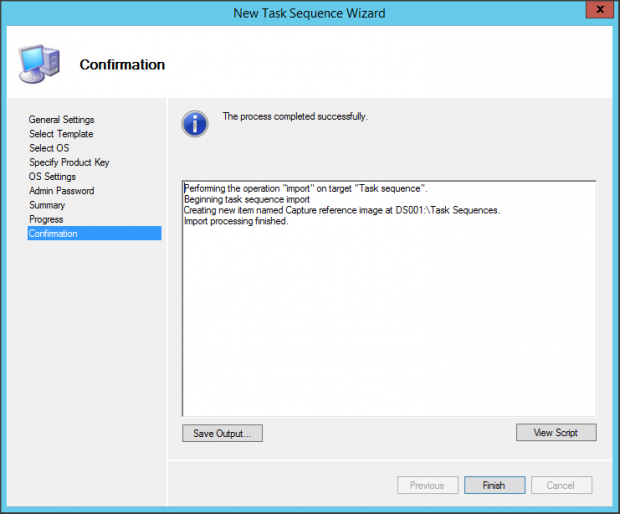 New Task Sequence Wizard
x
Confirmation
General Settings
Select Template
Select OS
Specify Product Key
OS Settings
Admin Password
Summary
Progress
Confirmation
The process completed successfully.
Performing the operation "import" on target "Task sequence".
Beginning task sequence import
Creating new item named Capture reference image at DS001:\Task Sequences.
Import processing finished.
Save Output...
View Script
Previous
Finish
Cancel